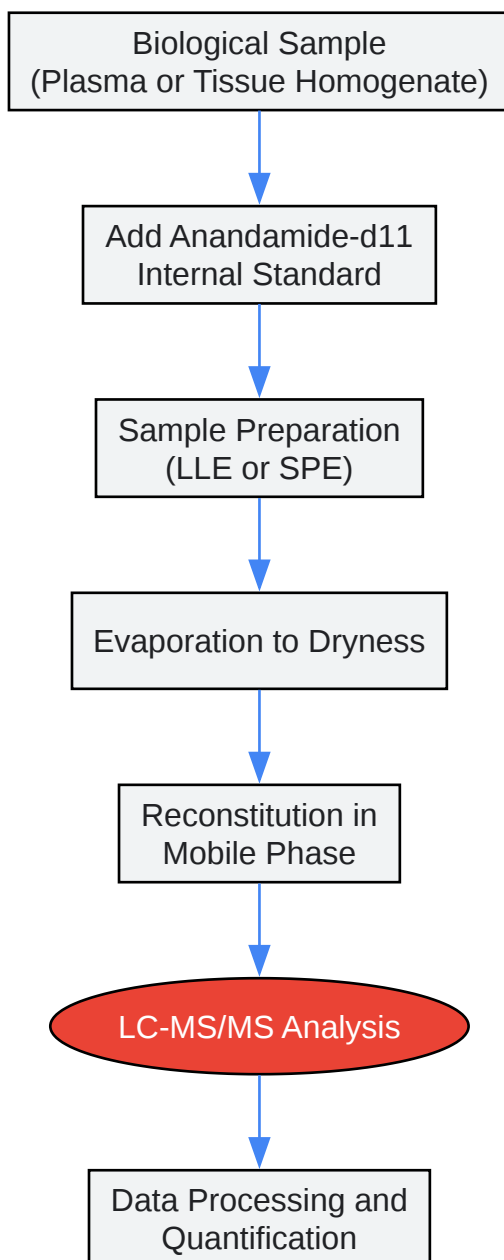 Biological Sample
(Plasma or Tissue Homogenate)
Add Anandamide-d11
Internal Standard
Sample Preparation
(LLE or SPE)
Evaporation to Dryness
Reconstitution in
Mobile Phase
LC-MS/MS Analysis
Data Processing and
Quantification